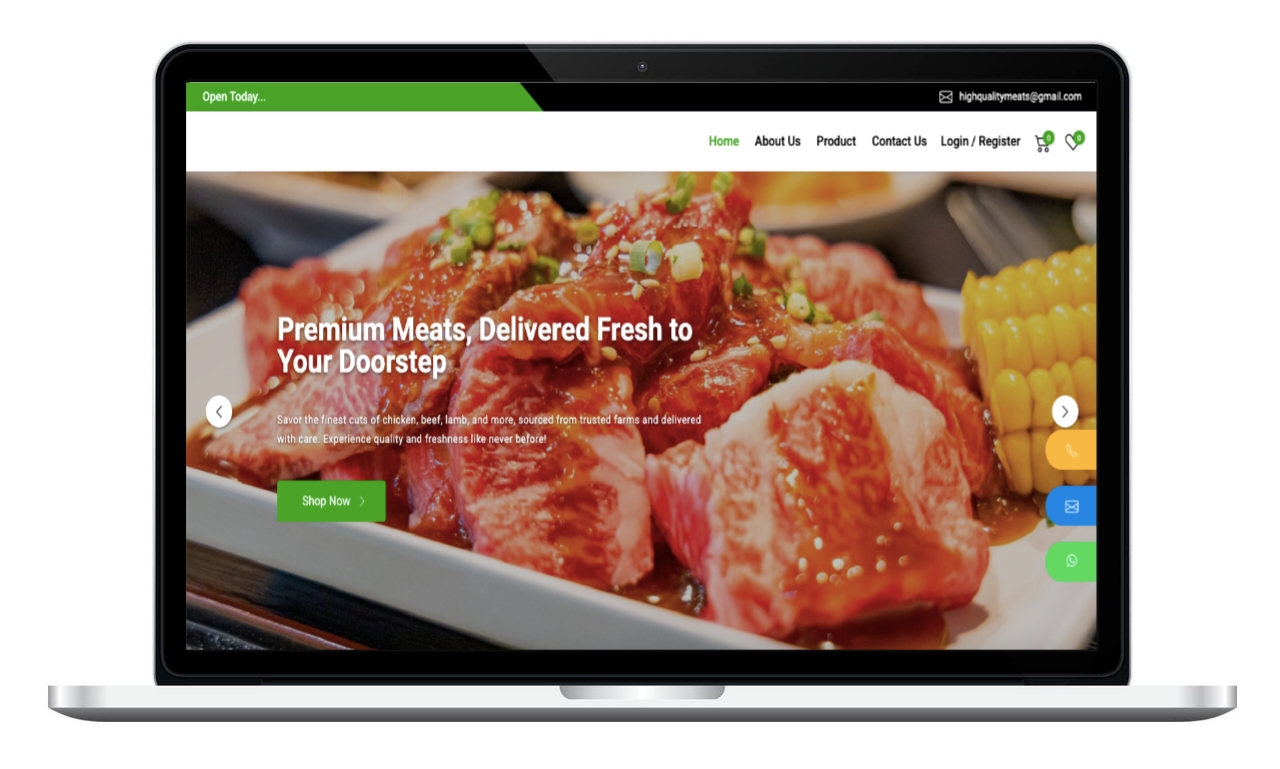 Open Today...
highqualitymeats@gmail.com
Home About Us Product Contact Us Login / Register 0 0
Premium Meats, Delivered Fresh to
Your Doorstep
Savor the finest cuts of chicken, beef, lamb, and more, sourced from trusted farms and delivered
with care. Experience quality and freshness like never before!
Shop Now